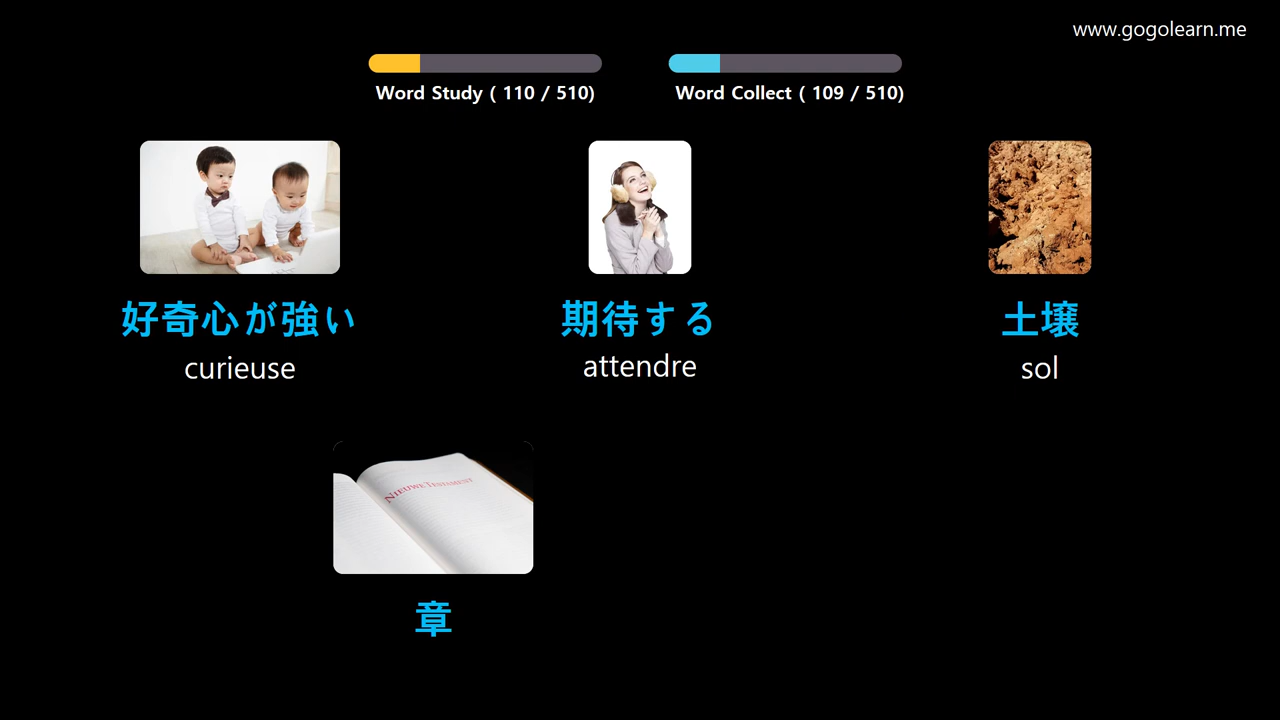 www.gogolearn.me
Word Study ( 110 / 510)
Word Collect ( 109 / 510)
好奇心が強い
期待する
土壌
curieuse
attendre
sol
NIEUWE TESTAMENT
章